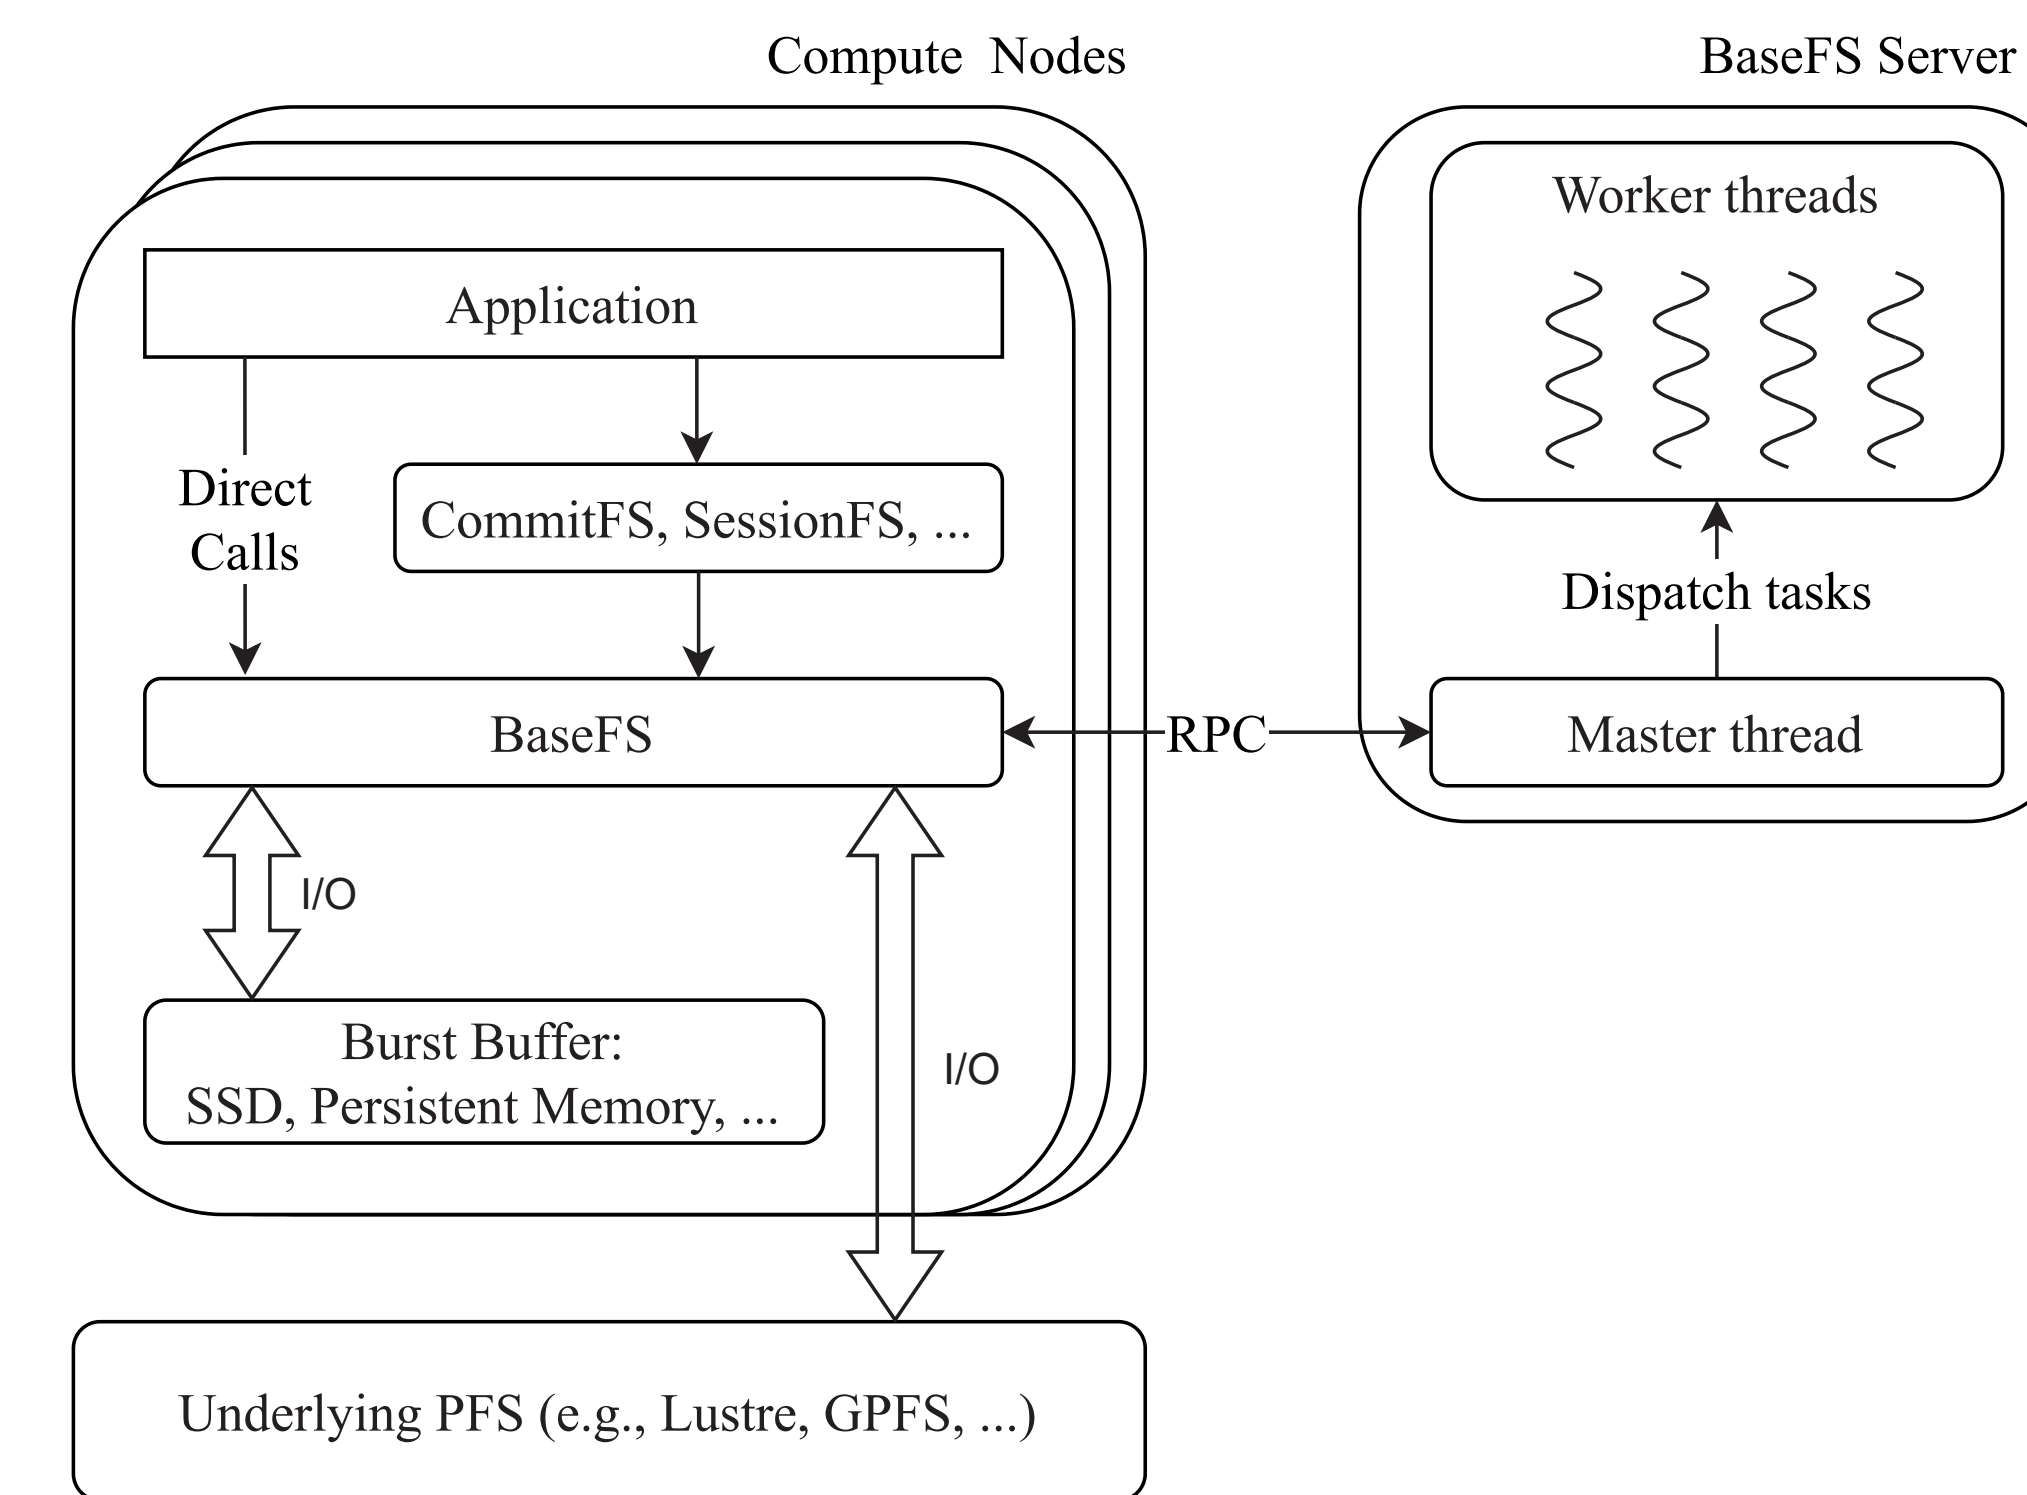 Compute Nodes
BaseFS Server
Application
Direct
Calls
CommitFS, SessionFS, ...
BaseFS
I/O
Burst Buffer:
SSD, Persistent Memory, ...
I/O
Underlying PFS (e.g., Lustre, GPFS, ...)
RPC
Worker threads
Dispatch tasks
Master thread